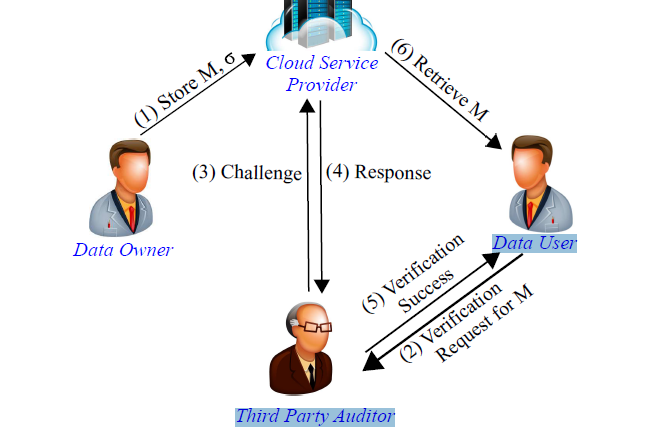 Cloud Service
Provider
(1) Store M, σ
(6) Retrieve M
(3) Challenge
(4) Response
Data Owner
Data User
(5) Verification
Success
(2) Verification
Request for M
Third Party Auditor